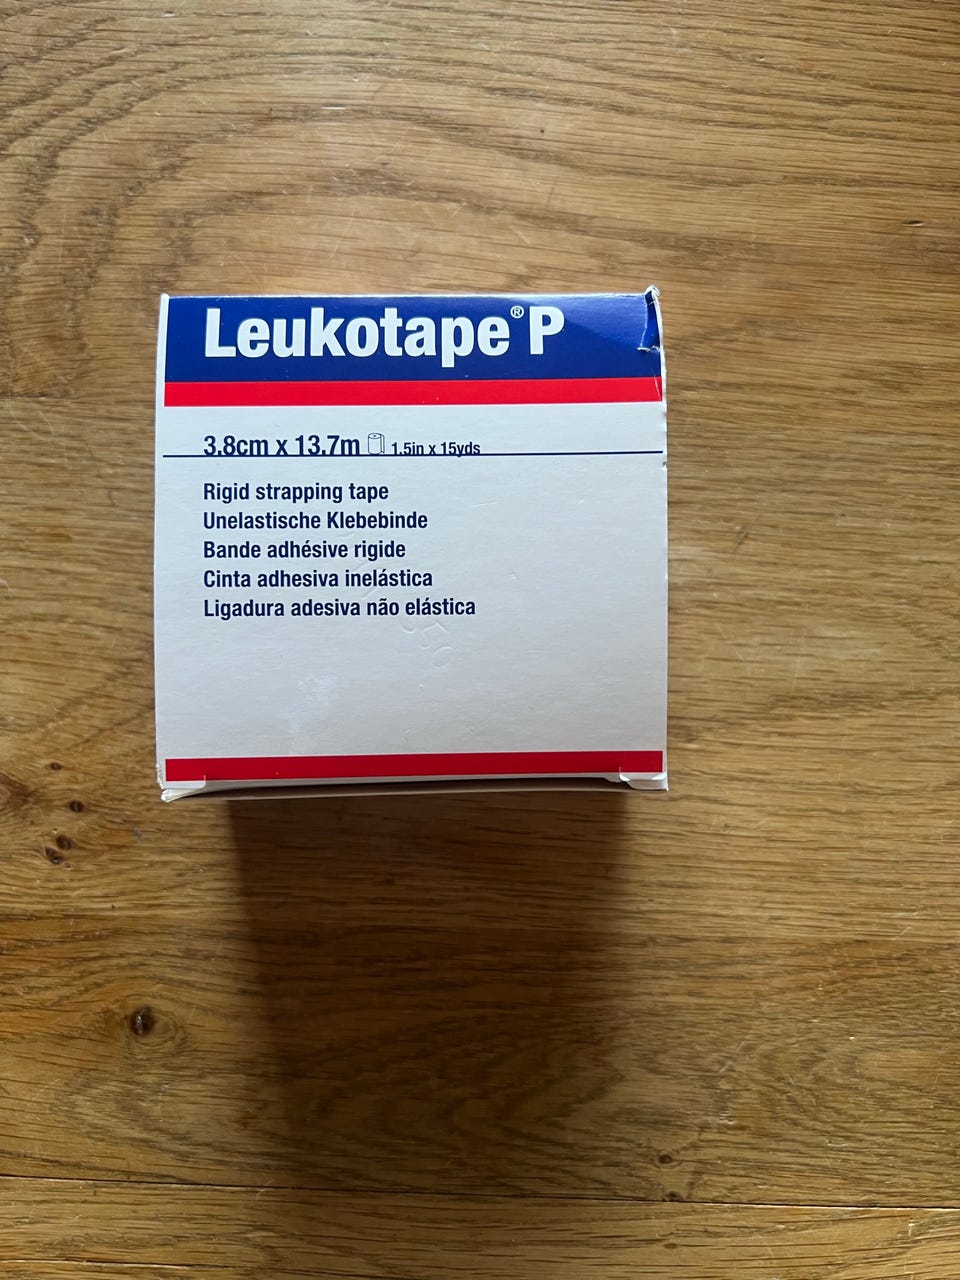 Leukotape® P
3.8cm x 13.7m 1.5in x 15yds
Rigid strapping tape
Unelastische Klebebinde
Bande adhésive rigide
Cinta adhesiva inelástica
Ligadura adesiva não elástica